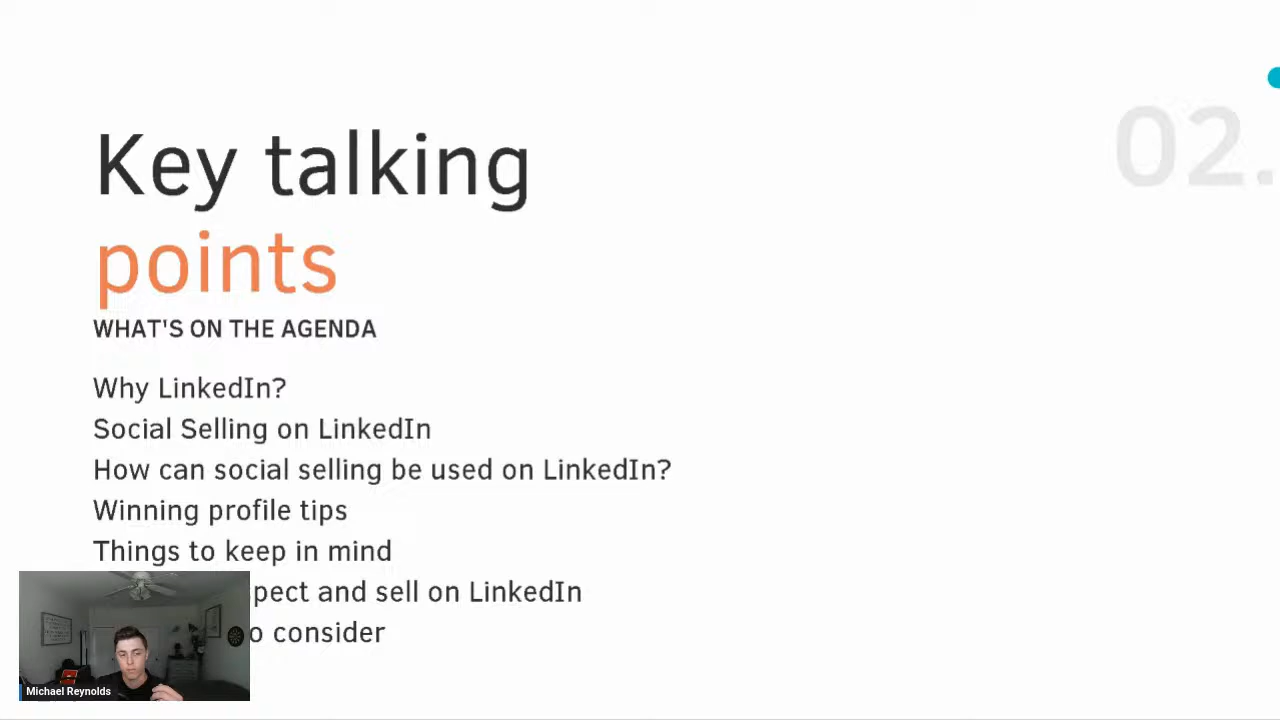 02.
Key talking
points
WHAT'S ON THE AGENDA
Why LinkedIn?
Social Selling on LinkedIn
How can social selling be used on LinkedIn?
Winning profile tips
Things to keep in mind
pect and sell on LinkedIn
o consider
Michael Reynolds